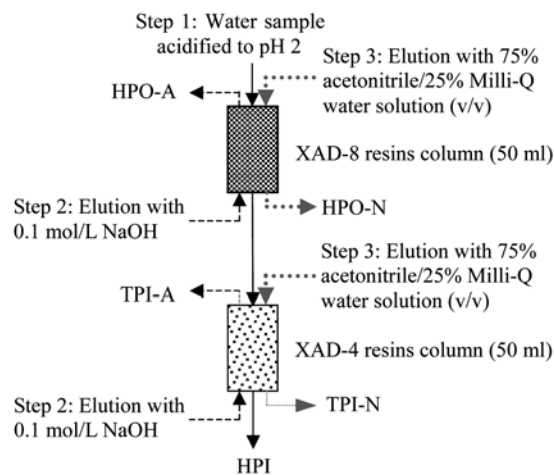 Step 1: Water sample
acidified to pH 2
Step 3: Elution with 75%
acetonitrile/25% Milli-Q
water solution (v/v)
HPO-A
XAD-8 resins column (50 ml)
Step 2: Elution with
0.1 mol/L NaOH
HPO-N
Step 3: Elution with 75%
acetonitrile/25% Milli-Q
water solution (v/v)
TPI-A
XAD-4 resins column (50 ml)
Step 2: Elution with
0.1 mol/L NaOH
TPI-N
HPI